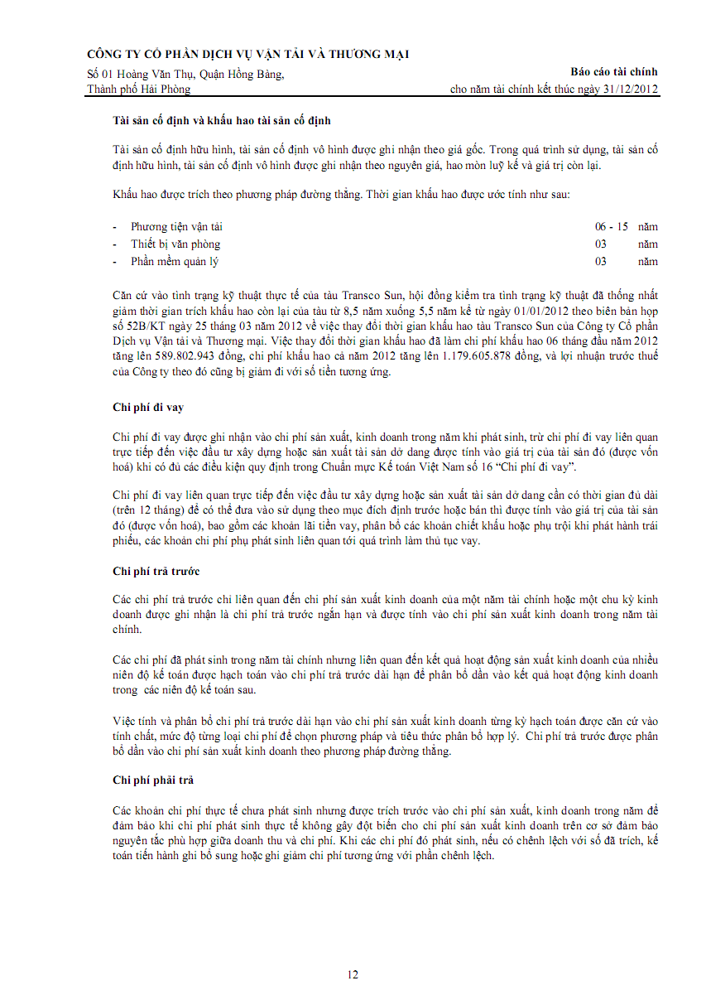 CÔNG TY CỔ PHẦN DỊCH VỤ VẬN TẢI VÀ THƯƠNG MẠI
Số 01 Hoàng Văn Thụ, Quận Hồng Bàng,
Báo cáo tài chính
Thành phố Hải Phòng
cho năm tài chính kết thúc ngày 31/12/2012
Tài sản cố định và khấu hao tài sản cố định
Tài sản cố định hữu hình, tài sản cố định vô hình được ghi nhận theo giá gốc. Trong quá trình sử dụng, tài sản cố
định hữu hình, tài sản cố định vô hình được ghi nhận theo nguyên giá, hao mòn luỹ kế và giá trị còn lại.
Khấu hao được trích theo phương pháp đường thẳng. Thời gian khấu hao được ước tính như sau:
- Phương tiện vận tải 06 - 15 năm
- Thiết bị văn phòng 03 năm
- Phần mềm quản lý 03 năm
Căn cứ vào tình trạng kỹ thuật thực tế của tàu Transco Sun, hội đồng kiểm tra tình trạng kỹ thuật đã thống nhất
giảm thời gian trích khấu hao còn lại của tàu từ 8,5 năm xuống 5,5 năm kể từ ngày 01/01/2012 theo biên bản họp
số 52B/KT ngày 25 tháng 03 năm 2012 về việc thay đổi thời gian khấu hao tàu Transco Sun của Công ty Cổ phần
Dịch vụ Vận tải và Thương mại. Việc thay đổi thời gian khấu hao đã làm chi phí khấu hao 06 tháng đầu năm 2012
tăng lên 589.802.943 đồng, chi phí khấu hao cả năm 2012 tăng lên 1.179.605.878 đồng, và lợi nhuận trước thuế
của Công ty theo đó cũng bị giảm đi với số tiền tương ứng.
Chi phí đi vay
Chi phí đi vay được ghi nhận vào chi phí sản xuất, kinh doanh trong năm khi phát sinh, trừ chi phí đi vay liên quan
trực tiếp đến việc đầu tư xây dựng hoặc sản xuất tài sản dở dang được tính vào giá trị của tài sản đó (được vốn
hoá) khi có đủ các điều kiện quy định trong Chuẩn mực Kế toán Việt Nam số 16 “Chi phí đi vay”.
Chi phí đi vay liên quan trực tiếp đến việc đầu tư xây dựng hoặc sản xuất tài sản dở dang cần có thời gian đủ dài
(trên 12 tháng) để có thể đưa vào sử dụng theo mục đích định trước hoặc bán thì được tính vào giá trị của tài sản
đó (được vốn hoá), bao gồm các khoản lãi tiền vay, phân bổ các khoản chiết khấu hoặc phụ trội khi phát hành trái
phiếu, các khoản chi phí phụ phát sinh liên quan tới quá trình làm thủ tục vay.
Chi phí trả trước
Các chi phí trả trước chỉ liên quan đến chi phí sản xuất kinh doanh của một năm tài chính hoặc một chu kỳ kinh
doanh được ghi nhận là chi phí trả trước ngắn hạn và được tính vào chi phí sản xuất kinh doanh trong năm tài
chính.
Các chi phí đã phát sinh trong năm tài chính nhưng liên quan đến kết quả hoạt động sản xuất kinh doanh của nhiều
niên độ kế toán được hạch toán vào chi phí trả trước dài hạn để phân bổ dần vào kết quả hoạt động kinh doanh
trong các niên độ kế toán sau.
Việc tính và phân bổ chi phí trả trước dài hạn vào chi phí sản xuất kinh doanh từng kỳ hạch toán được căn cứ vào
tính chất, mức độ từng loại chi phí để chọn phương pháp và tiêu thức phân bổ hợp lý. Chi phí trả trước được phân
bổ dần vào chi phí sản xuất kinh doanh theo phương pháp đường thẳng.
Chi phí phải trả
Các khoản chi phí thực tế chưa phát sinh nhưng được trích trước vào chi phí sản xuất, kinh doanh trong năm để
đảm bảo khi chi phí phát sinh thực tế không gây đột biến cho chi phí sản xuất kinh doanh trên cơ sở đảm bảo
nguyên tắc phù hợp giữa doanh thu và chi phí. Khi các chi phí đó phát sinh, nếu có chênh lệch với số đã trích, kế
toán tiến hành ghi bổ sung hoặc ghi giảm chi phí tương ứng với phần chênh lệch.
12